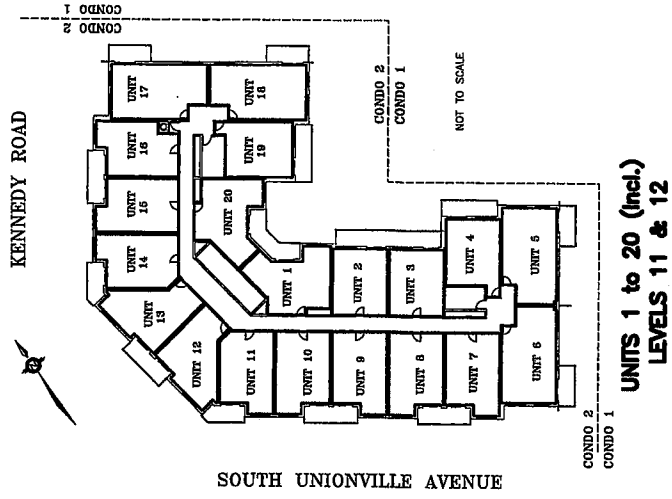 CONDO 1
CONDO 2
KENNEDY ROAD
UNIT
17
UNIT
18
UNIT
16
UNIT
19
UNIT
15
UNIT 20
UNIT
14
UNIT
13
UNIT 12
UNIT 11
UNIT 10
UNIT 9
UNIT 8
UNIT 7
UNIT 6
UNIT 5
UNIT 4
UNIT 3
UNIT 2
UNIT 1
CONDO 2
CONDO 1
NOT TO SCALE
CONDO 2
CONDO 1
SOUTH UNIONVILLE AVENUE
UNITS 1 to 20 (Incl.)
LEVELS 11 & 12